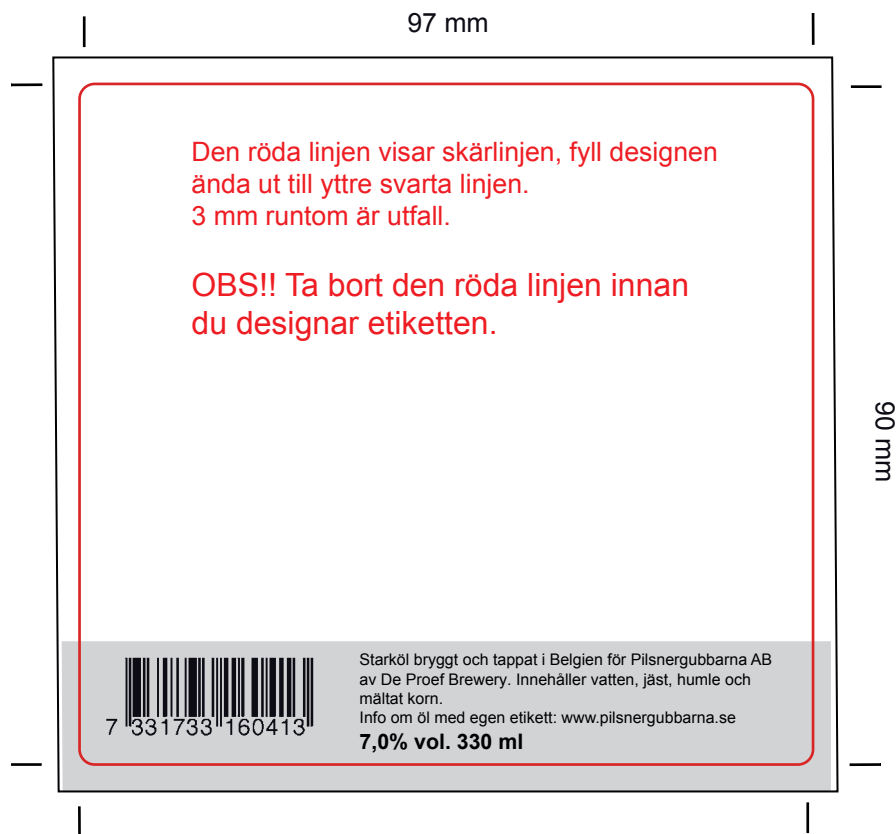 97 mm
Den röda linjen visar skärlinjen, fyll designen
ända ut till yttre svarta linjen.
3 mm runtom är utfall.
OBS!! Ta bort den röda linjen innan
du designar etiketten.
90 mm
7 331733 160413
Starköl bryggt och tappat i Belgien för Pilsnergubbarna AB
av De Proef Brewery. Innehåller vatten, jäst, humle och
mältat korn.
Info om öl med egen etikett: www.pilsnergubbarna.se
7,0% vol. 330 ml